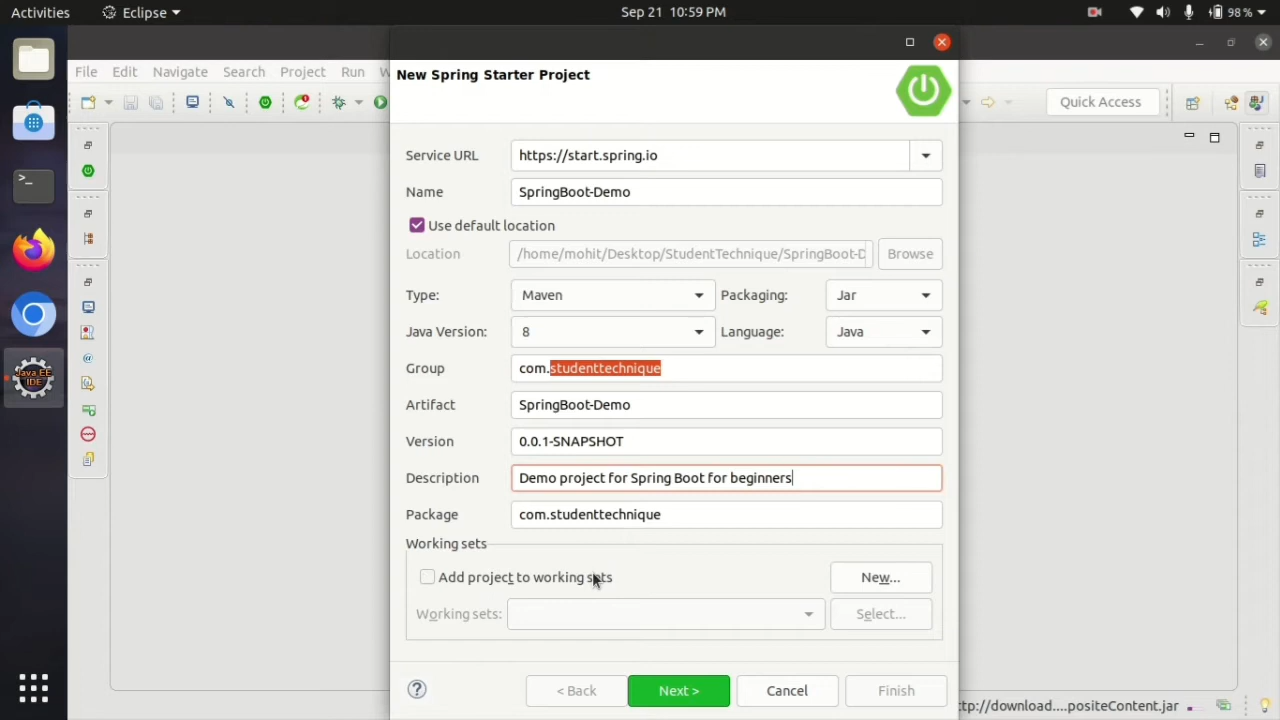 Activities Eclipse Sep 21 10:59 PM 98%
New Spring Starter Project
File Edit Navigate Search Project Run W
Quick Access
Service URL https://start.spring.io
Name SpringBoot-Demo
Use default location
Location /home/mohit/Desktop/StudentTechnique/SpringBoot-D Browse
Type: Maven Packaging: Jar
Java Version: 8 Language: Java
Group com.studenttechnique
Artifact SpringBoot-Demo
Version 0.0.1-SNAPSHOT
Description Demo project for Spring Boot for beginners
Package com.studenttechnique
Working sets
Add project to working sets New...
Working sets: Select...
< Back Next > Cancel Finish
tp://download....positeContent.jar
Java EE
IDE